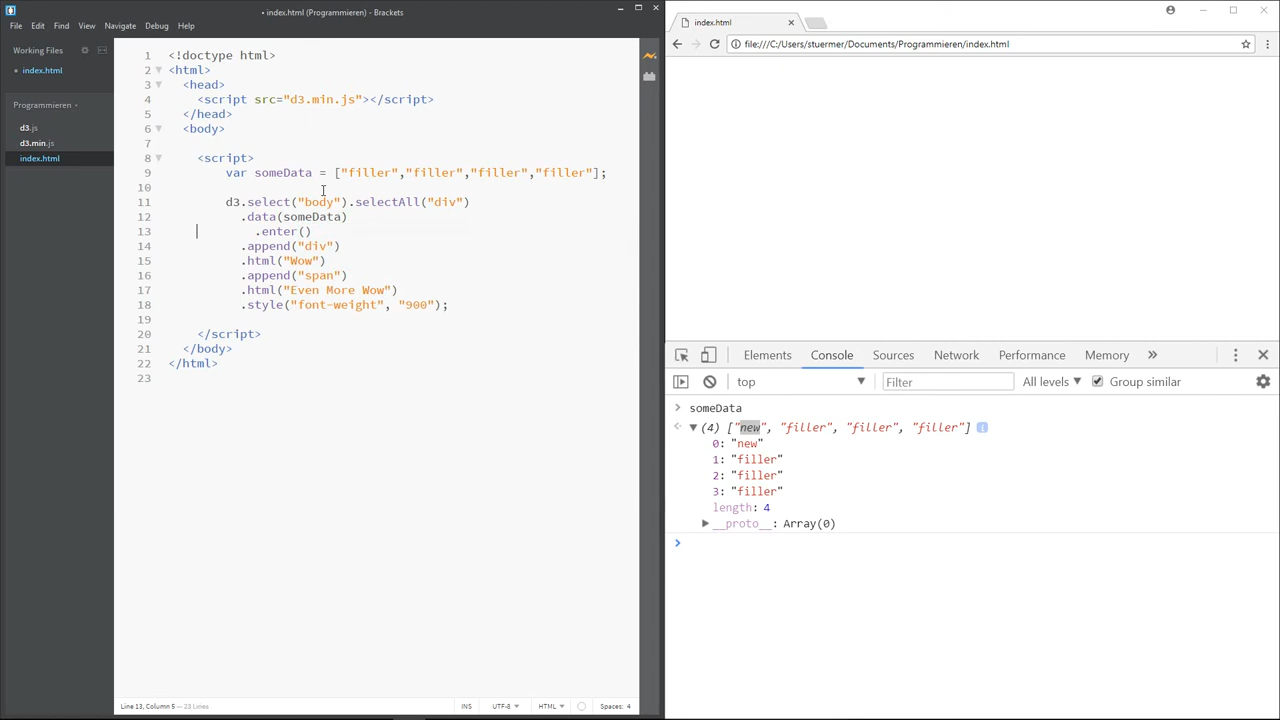 • index.html (Programmieren) - Brackets
File Edit Find View Navigate Debug Help
Working Files
• index.html
Programmieren
d3.js
d3.min.js
index.html
1 <!doctype html>
2 <html>
3 <head>
4 <script src="d3.min.js"></script>
5 </head>
6 <body>
7
8 <script>
9 var someData = ["filler","filler","filler","filler"];
10
11 d3.select("body").selectAll("div")
12 .data(someData)
13 .enter()
14 .append("div")
15 .html("Wow")
16 .append("span")
17 .html("Even More Wow")
18 .style("font-weight", "900");
19
20 </script>
21 </body>
22 </html>
23
Line 13, Column 5 — 23 Lines
INS UTF-8 HTML Spaces: 4
index.html
file:///C:/Users/stuermer/Documents/Programmieren/index.html
Elements Console Sources Network Performance Memory »
top Filter All levels Group similar
someData
(4) ["new", "filler", "filler", "filler"]
0: "new"
1: "filler"
2: "filler"
3: "filler"
length: 4
__proto__: Array(0)